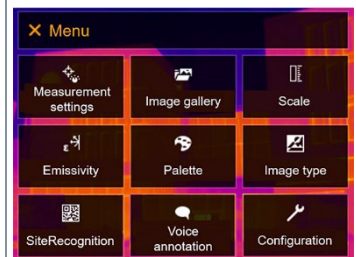 Menu
Measurement
settings
Image gallery
Scale
ε
Emissivity
Palette
Image type
SiteRecognition
Voice
annotation
Configuration